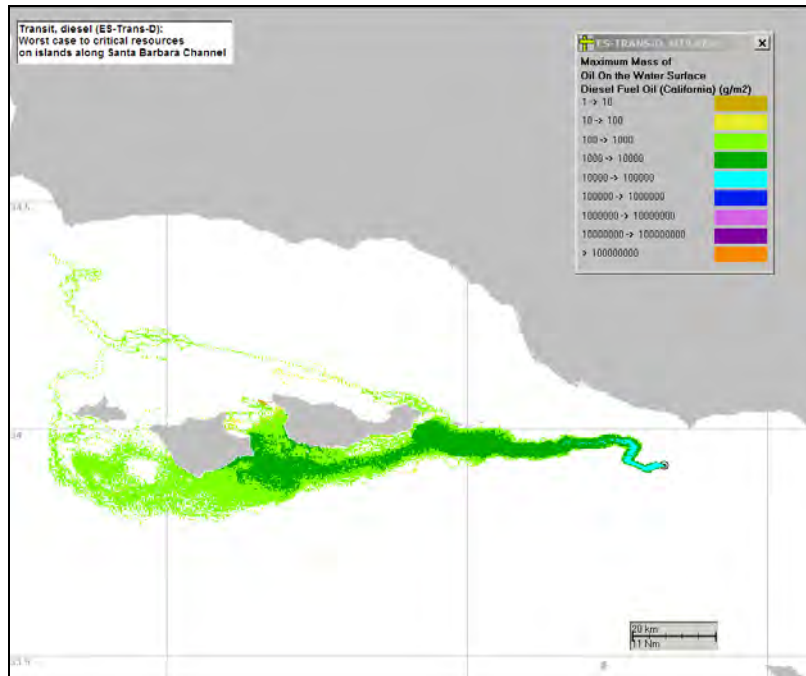 Transit, diesel (ES-Trans-D):
Worst case to critical resources
on islands along Santa Barbara Channel
Maximum Mass of
Oil On the Water Surface
Diesel Fuel Oil (California) (g/m2)
1 -> 10
10 -> 100
100 -> 1000
1000 -> 10000
10000 -> 100000
100000 -> 1000000
1000000 -> 10000000
10000000 -> 100000000
> 100000000
34
20 km
11 Nm